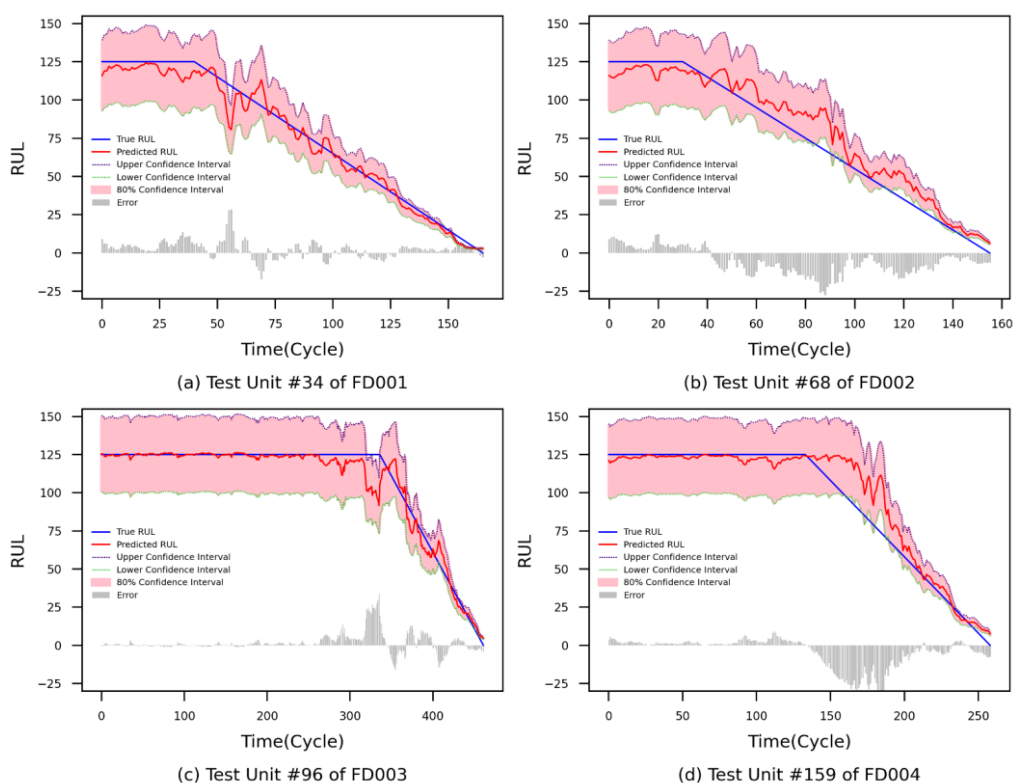 150
125
100
75
50
25
0
−25
RUL
True RUL
Predicted RUL
Upper Confidence Interval
Lower Confidence Interval
80% Confidence Interval
Error
0 25 50 75 100 125 150
Time(Cycle)
(a) Test Unit #34 of FD001
150
125
100
75
50
25
0
−25
RUL
True RUL
Predicted RUL
Upper Confidence Interval
Lower Confidence Interval
80% Confidence Interval
Error
0 20 40 60 80 100 120 140 160
Time(Cycle)
(b) Test Unit #68 of FD002
150
125
100
75
50
25
0
−25
RUL
True RUL
Predicted RUL
Upper Confidence Interval
Lower Confidence Interval
80% Confidence Interval
Error
0 100 200 300 400
Time(Cycle)
(c) Test Unit #96 of FD003
150
125
100
75
50
25
0
−25
RUL
True RUL
Predicted RUL
Upper Confidence Interval
Lower Confidence Interval
80% Confidence Interval
Error
0 50 100 150 200 250
Time(Cycle)
(d) Test Unit #159 of FD004